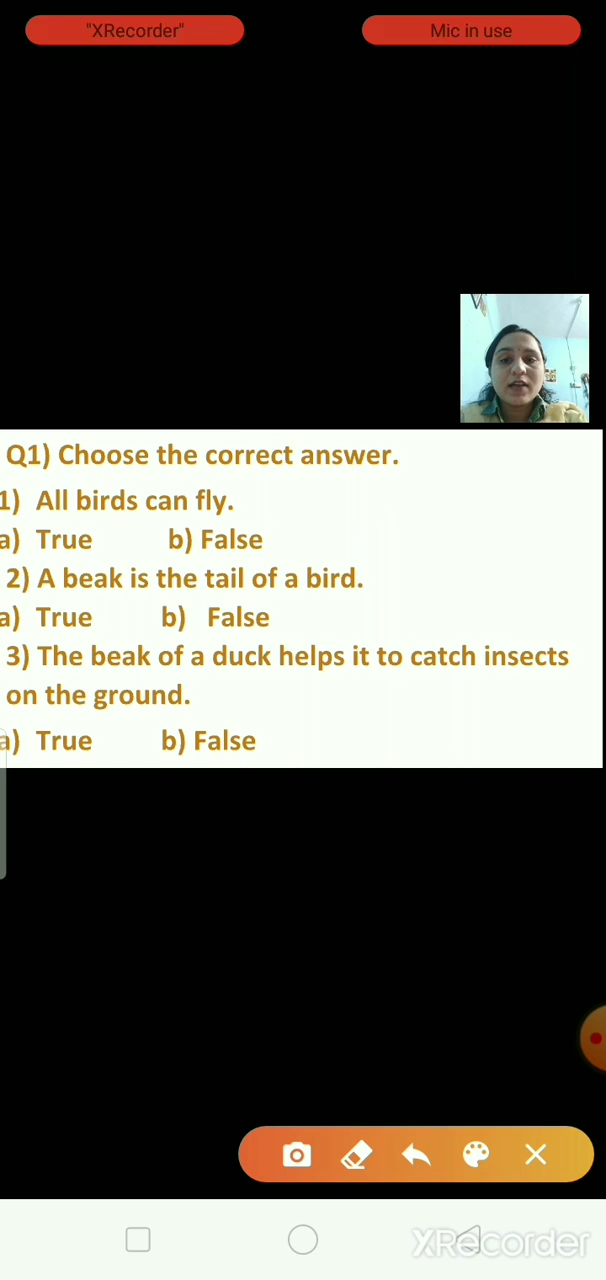 "XRecorder" Mic in use
Q1) Choose the correct answer.
1) All birds can fly.
a) True b) False
2) A beak is the tail of a bird.
a) True b) False
3) The beak of a duck helps it to catch insects
on the ground.
a) True b) False
XRecorder